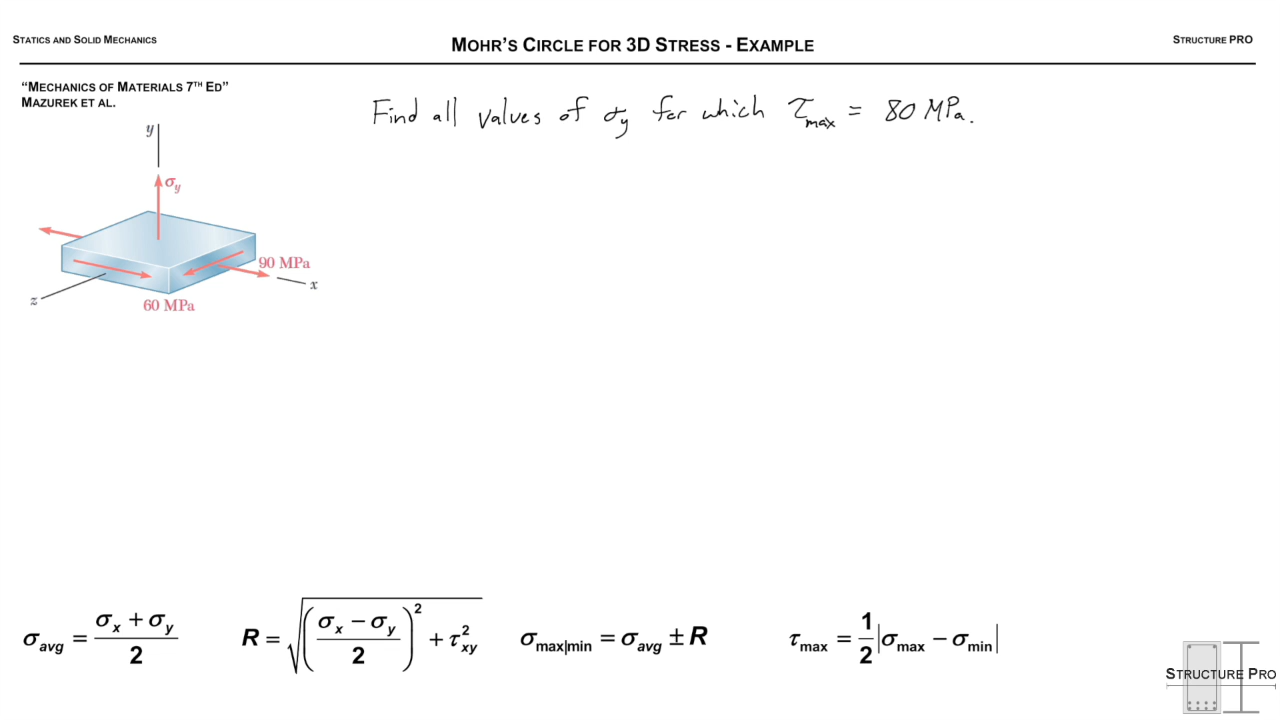 STATICS AND SOLID MECHANICS
MOHR'S CIRCLE FOR 3D STRESS - EXAMPLE
STRUCTURE PRO
"MECHANICS OF MATERIALS 7TH ED"
MAZUREK ET AL.
Find all values of σy for which τmax = 80 MPa.
y
σy
90 MPa
x
z
60 MPa
σavg = (σx + σy) / 2
R = √(((σx − σy) / 2)² + τ²xy)
σmax|min = σavg ± R
τmax = 1/2 |σmax − σmin|
STRUCTURE PRO